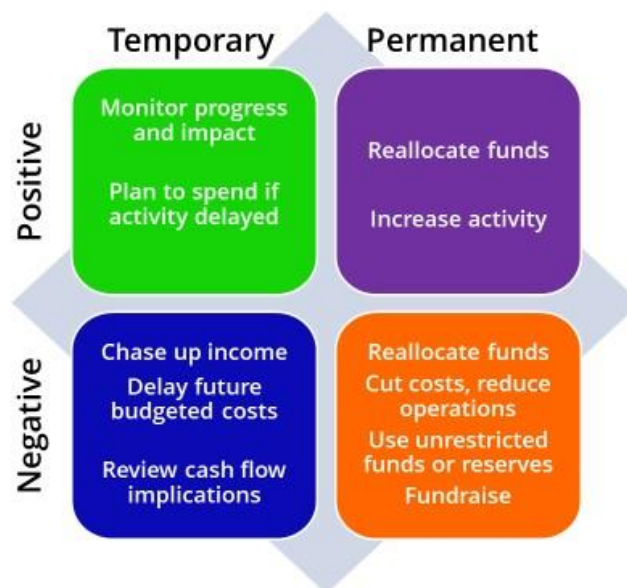 Temporary
Permanent
Positive
Monitor progress
and impact
Plan to spend if
activity delayed
Reallocate funds
Increase activity
Negative
Chase up income
Delay future
budgeted costs
Review cash flow
implications
Reallocate funds
Cut costs, reduce
operations
Use unrestricted
funds or reserves
Fundraise